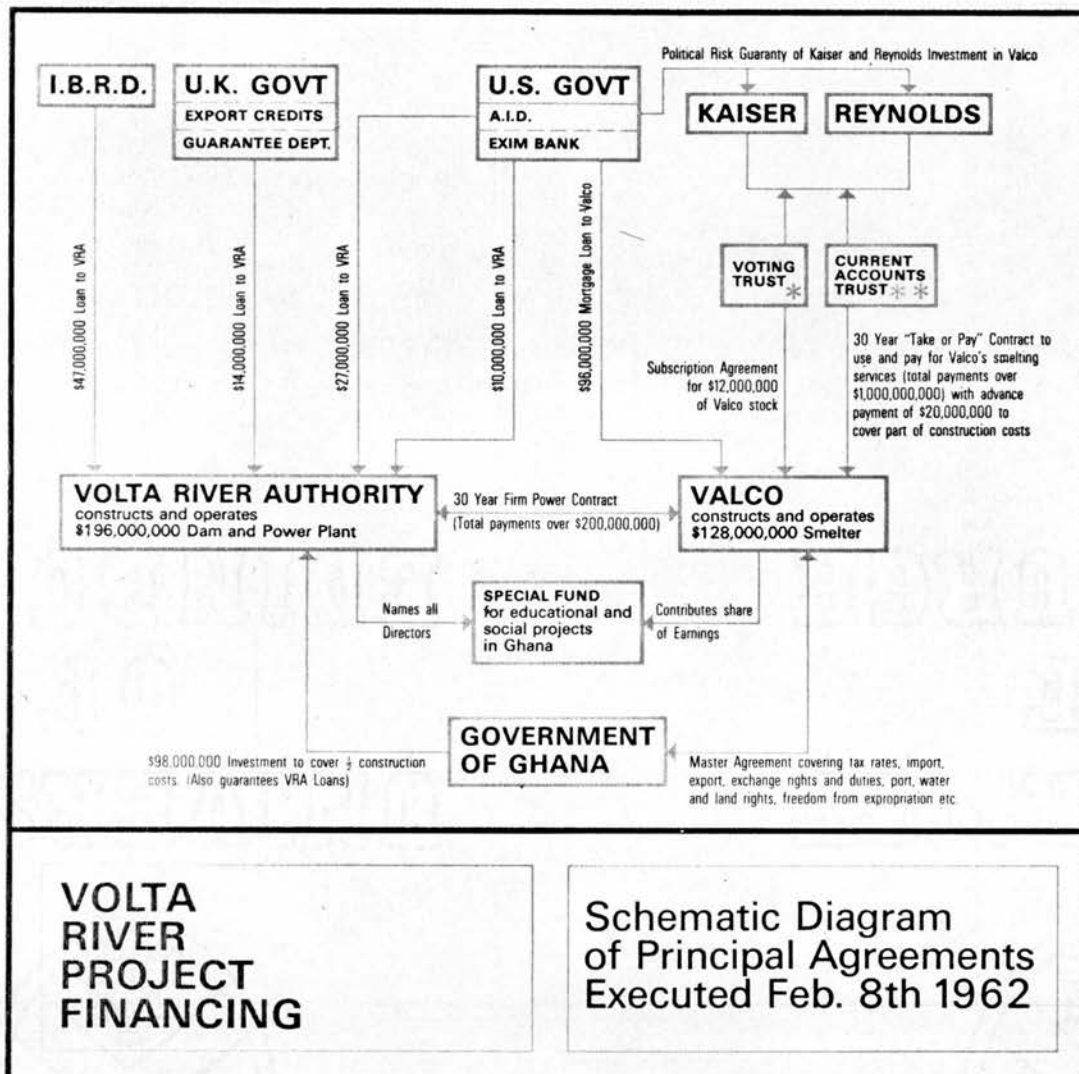 Political Risk Guaranty of Kaiser and Reynolds Investment in Valco
I.B.R.D.
U.K. GOVT
EXPORT CREDITS
GUARANTEE DEPT.
U.S. GOVT
A.I.D.
EXIM BANK
KAISER
REYNOLDS
$47,000,000 Loan to VRA
$14,000,000 Loan to VRA
$27,000,000 Loan to VRA
$10,000,000 Loan to VRA
$96,000,000 Mortgage Loan to Valco
VOTING
TRUST *
CURRENT
ACCOUNTS
TRUST * *
Subscription Agreement
for $12,000,000
of Valco stock
30 Year "Take or Pay" Contract to
use and pay for Valco's smelting
services (total payments over
$1,000,000,000) with advance
payment of $20,000,000 to
cover part of construction costs
VOLTA RIVER AUTHORITY
constructs and operates
$196,000,000 Dam and Power Plant
30 Year Firm Power Contract
(Total payments over $200,000,000)
VALCO
constructs and operates
$128,000,000 Smelter
Names all
Directors
SPECIAL FUND
for educational and
social projects
in Ghana
Contributes share
of Earnings
GOVERNMENT
OF GHANA
$98,000,000 Investment to cover ½ construction
costs. (Also guarantees VRA Loans)
Master Agreement covering tax rates, import,
export, exchange rights and duties, port, water
and land rights, freedom from expropriation etc
VOLTA
RIVER
PROJECT
FINANCING
Schematic Diagram
of Principal Agreements
Executed Feb. 8th 1962